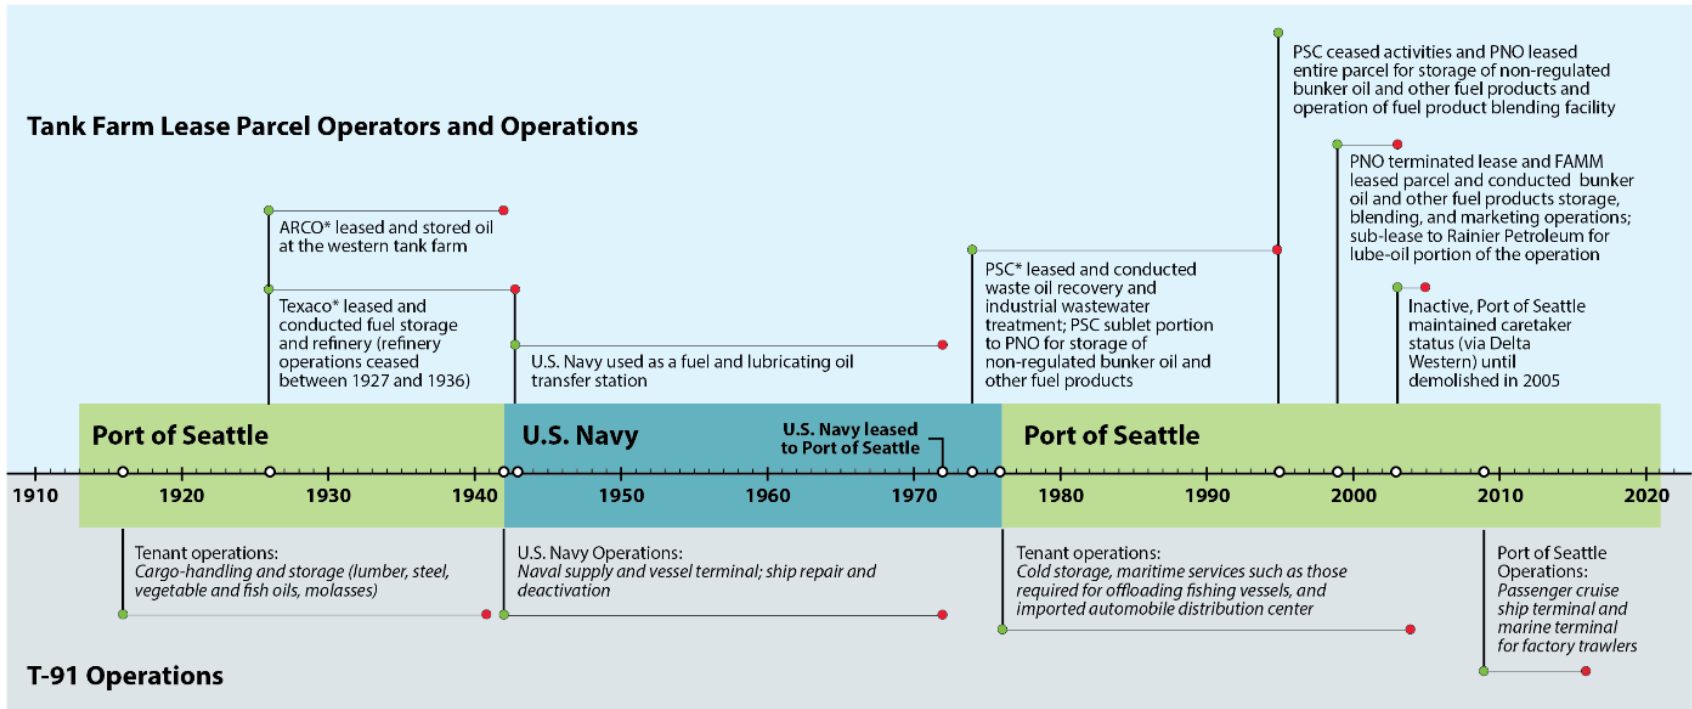 PSC ceased activities and PNO leased
entire parcel for storage of non-regulated
bunker oil and other fuel products and
operation of fuel product blending facility
Tank Farm Lease Parcel Operators and Operations
PNO terminated lease and FAMM
leased parcel and conducted bunker
oil and other fuel products storage,
blending, and marketing operations;
sub-lease to Rainier Petroleum for
lube-oil portion of the operation
ARCO* leased and stored oil
at the western tank farm
Texaco* leased and
conducted fuel storage
and refinery (refinery
operations ceased
between 1927 and 1936)
U.S. Navy used as a fuel and lubricating oil
transfer station
PSC* leased and conducted
waste oil recovery and
industrial wastewater
treatment; PSC sublet portion
to PNO for storage of
non-regulated bunker oil and
other fuel products
Inactive, Port of Seattle
maintained caretaker
status (via Delta
Western) until
demolished in 2005
Port of Seattle
U.S. Navy
U.S. Navy leased
to Port of Seattle
Port of Seattle
1910 1920 1930 1940 1950 1960 1970 1980 1990 2000 2010 2020
Tenant operations:
Cargo-handling and storage (lumber, steel,
vegetable and fish oils, molasses)
U.S. Navy Operations:
Naval supply and vessel terminal; ship repair and
deactivation
Tenant operations:
Cold storage, maritime services such as those
required for offloading fishing vessels, and
imported automobile distribution center
Port of Seattle
Operations:
Passenger cruise
ship terminal and
marine terminal
for factory trawlers
T-91 Operations